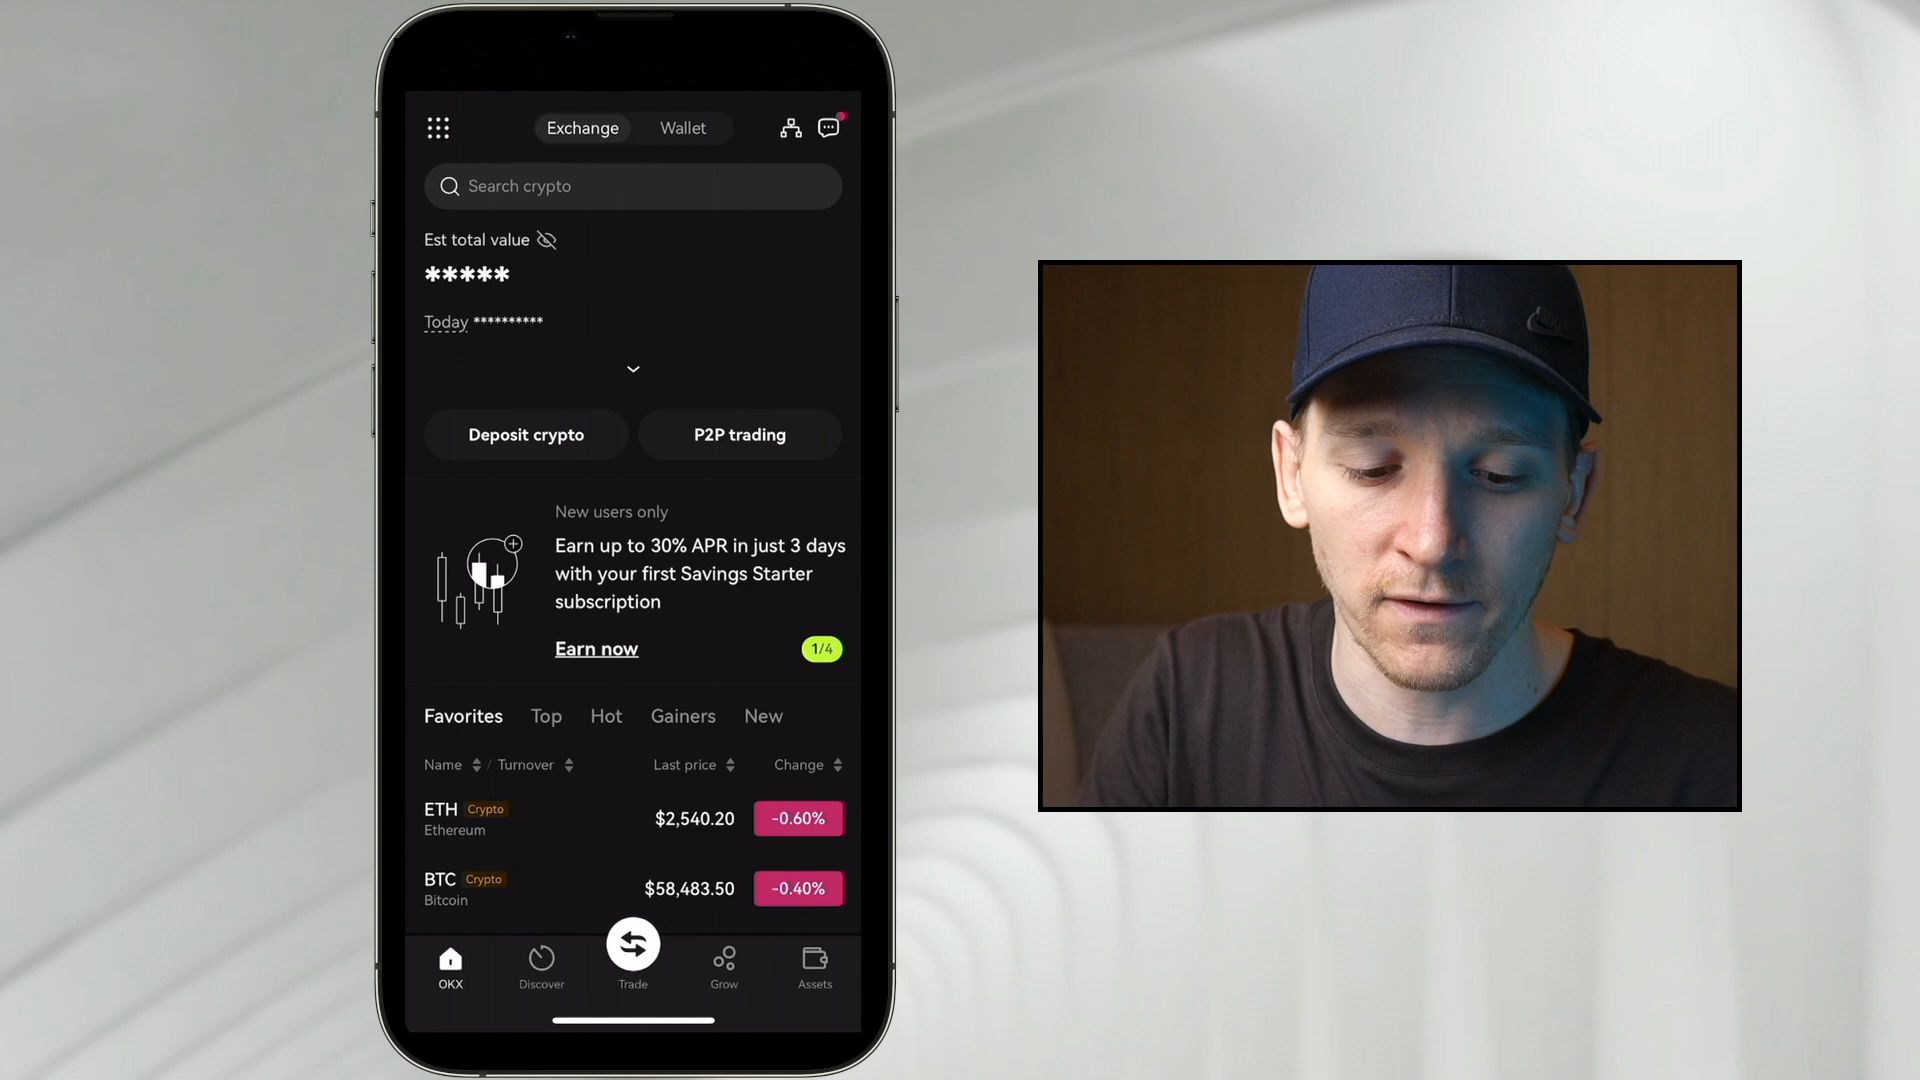 Exchange Wallet
Search crypto
Est total value
*****
Today **********
Deposit crypto P2P trading
New users only
Earn up to 30% APR in just 3 days
with your first Savings Starter
subscription
Earn now 1/4
Favorites Top Hot Gainers New
Name / Turnover Last price Change
ETH Crypto $2,540.20 -0.60%
Ethereum
BTC Crypto $58,483.50 -0.40%
Bitcoin
OKX Discover Trade Grow Assets